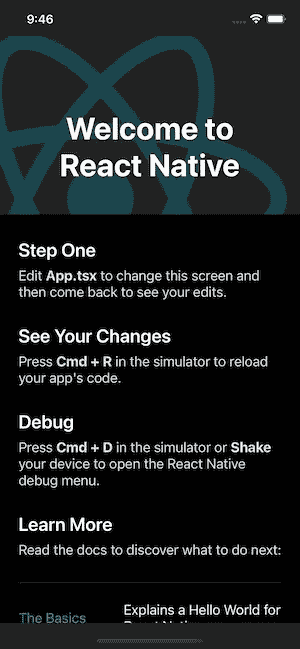 9:46
Welcome to
React Native
Step One
Edit App.tsx to change this screen and
then come back to see your edits.
See Your Changes
Press Cmd + R in the simulator to reload
your app's code.
Debug
Press Cmd + D in the simulator or Shake
your device to open the React Native
debug menu.
Learn More
Read the docs to discover what to do next:
The Basics
Explains a Hello World for
React Native